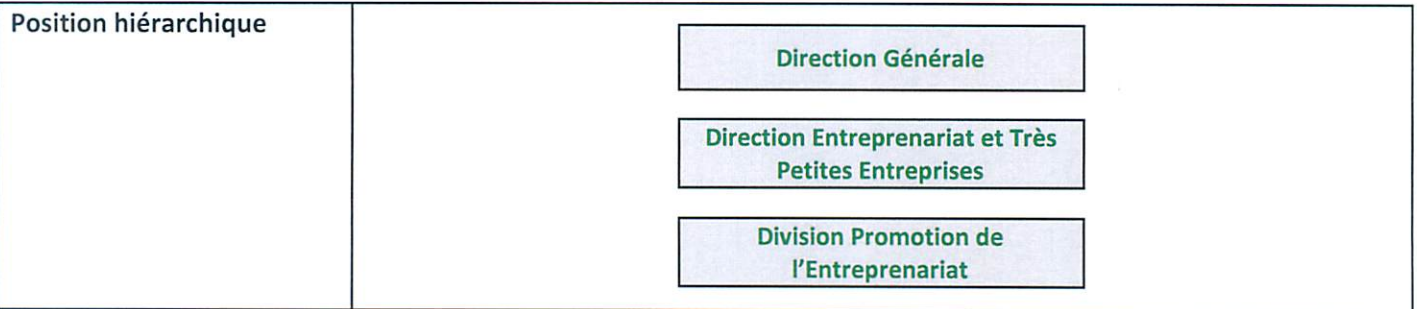 Position hiérarchique
Direction Générale
Direction Entreprenariat et Très
Petites Entreprises
Division Promotion de
l'Entreprenariat